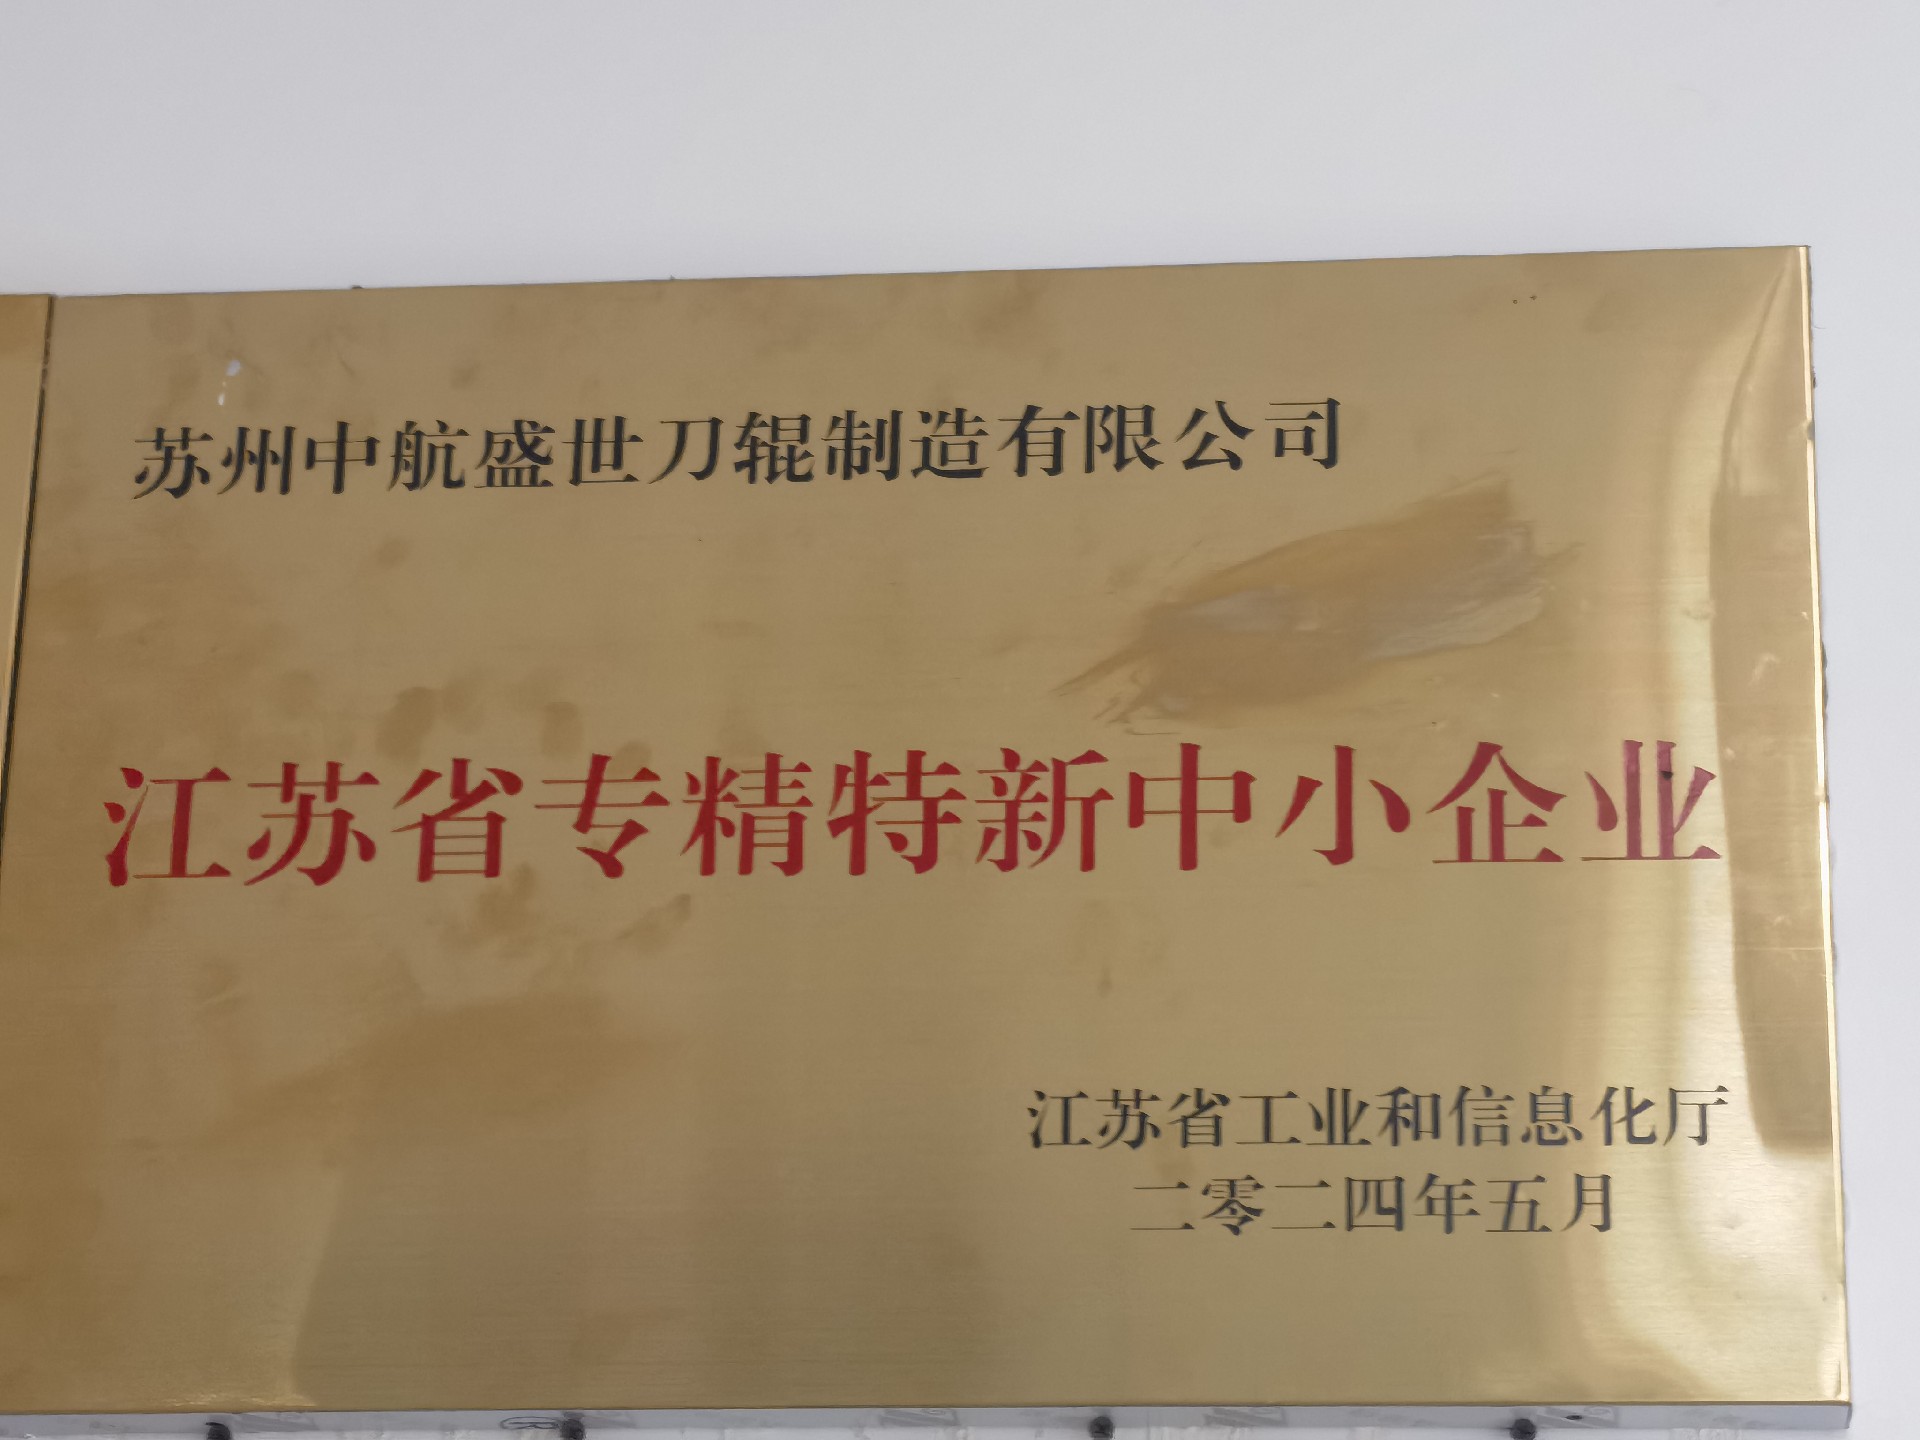 苏州中航盛世刀辊制造有限公司
江苏省专精特新中小企业
江苏省工业和信息化厅
二零二四年五月